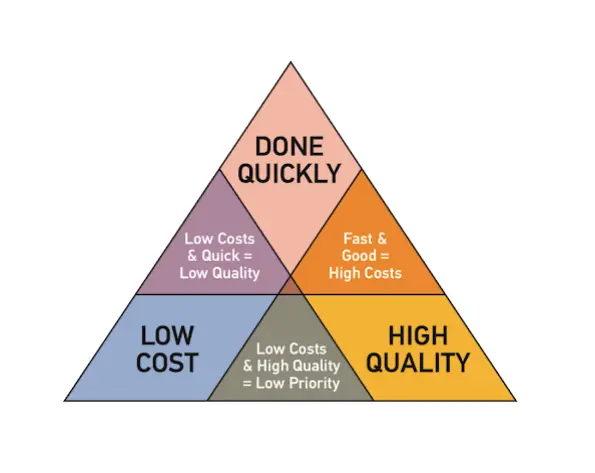 DONE
QUICKLY
Low Costs
& Quick =
Low Quality
Fast &
Good =
High Costs
LOW
COST
Low Costs
& High Quality
= Low Priority
HIGH
QUALITY